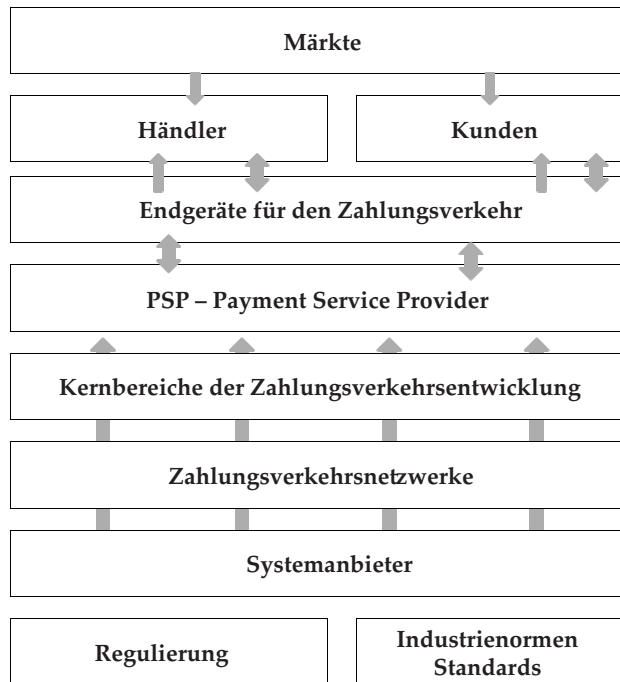 Märkte
Händler
Kunden
Endgeräte für den Zahlungsverkehr
PSP – Payment Service Provider
Kernbereiche der Zahlungsverkehrsentwicklung
Zahlungsverkehrsnetzwerke
Systemanbieter
Regulierung
Industrienormen
Standards